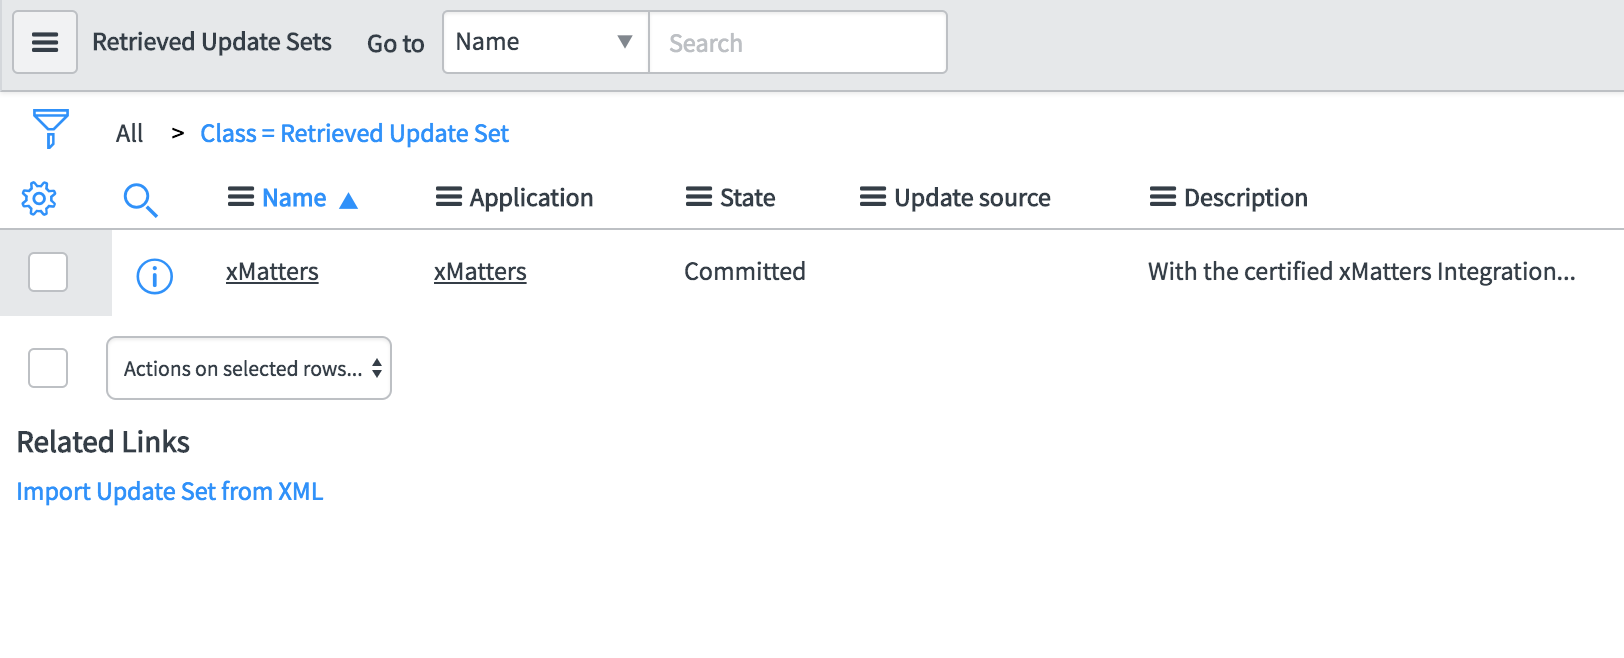 Retrieved Update Sets Go to Name Search
All > Class = Retrieved Update Set
Name Application State Update source Description
xMatters xMatters Committed With the certified xMatters Integration...
Actions on selected rows...
Related Links
Import Update Set from XML